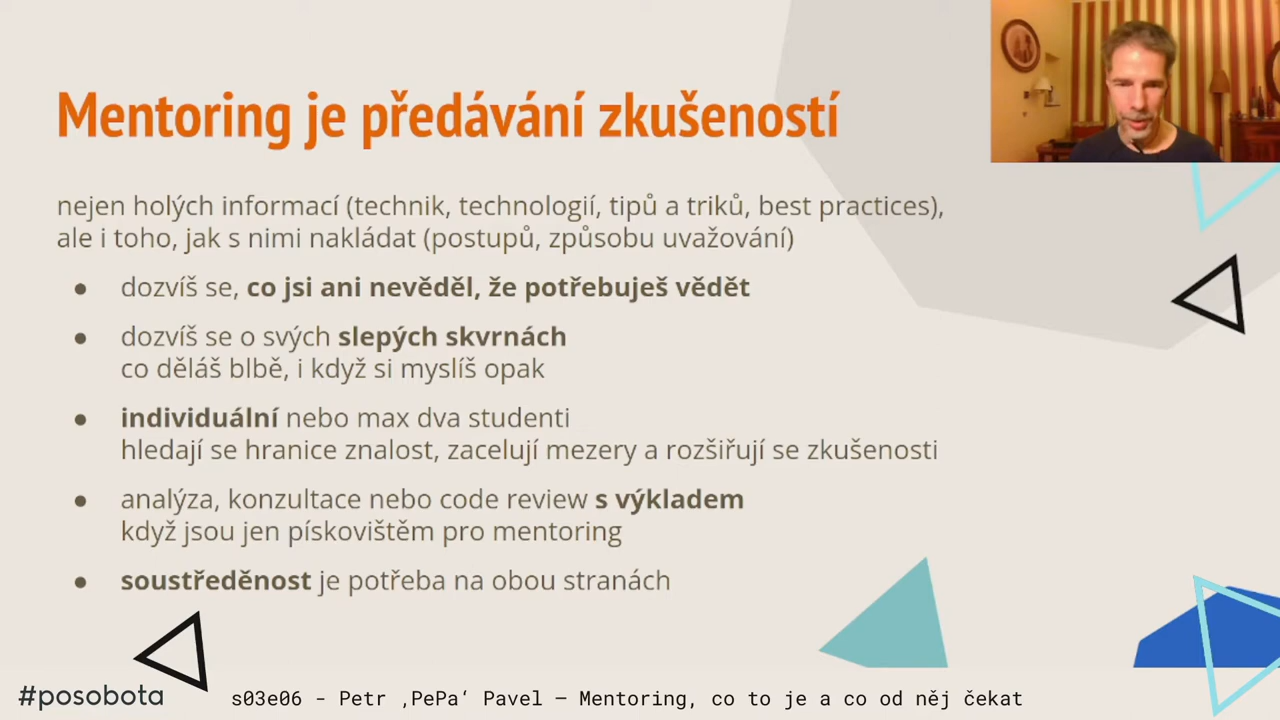 Mentoring je předávání zkušeností
nejen holých informací (technik, technologií, tipů a triků, best practices),
ale i toho, jak s nimi nakládat (postupů, způsobu uvažování)
● dozvíš se, co jsi ani nevěděl, že potřebuješ vědět
● dozvíš se o svých slepých skvrnách
co děláš blbě, i když si myslíš opak
● individuální nebo max dva studenti
hledají se hranice znalost, zacelují mezery a rozšiřují se zkušenosti
● analýza, konzultace nebo code review s výkladem
když jsou jen pískovištěm pro mentoring
● soustředěnost je potřeba na obou stranách
#posobota
s03e06 - Petr ‚PePa‘ Pavel – Mentoring, co to je a co od něj čekat